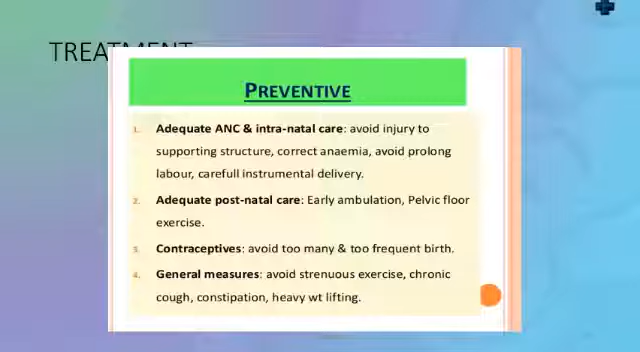 TREATMENT
PREVENTIVE
1. Adequate ANC & intra-natal care: avoid injury to
supporting structure, correct anaemia, avoid prolong
labour, carefull instrumental delivery.
2. Adequate post-natal care: Early ambulation, Pelvic floor
exercise.
3. Contraceptives: avoid too many & too frequent birth.
4. General measures: avoid strenuous exercise, chronic
cough, constipation, heavy wt lifting.